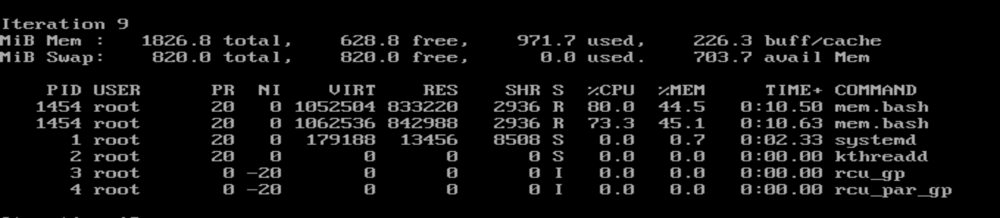 Iteration 9
MiB Mem :   1826.8 total,    628.8 free,    971.7 used,    226.3 buff/cache
MiB Swap:    820.0 total,    820.0 free,      0.0 used.    703.7 avail Mem
    PID USER      PR  NI    VIRT    RES    SHR S  %CPU  %MEM     TIME+ COMMAND
   1454 root      20   0 1052504 833220   2936 R  80.0  44.5   0:10.50 mem.bash
   1454 root      20   0 1062536 842988   2936 R  73.3  45.1   0:10.63 mem.bash
      1 root      20   0  179188  13456   8508 S   0.0   0.7   0:02.33 systemd
      2 root      20   0       0      0      0 S   0.0   0.0   0:00.00 kthreadd
      3 root       0 -20       0      0      0 I   0.0   0.0   0:00.00 rcu_gp
      4 root       0 -20       0      0      0 I   0.0   0.0   0:00.00 rcu_par_gp